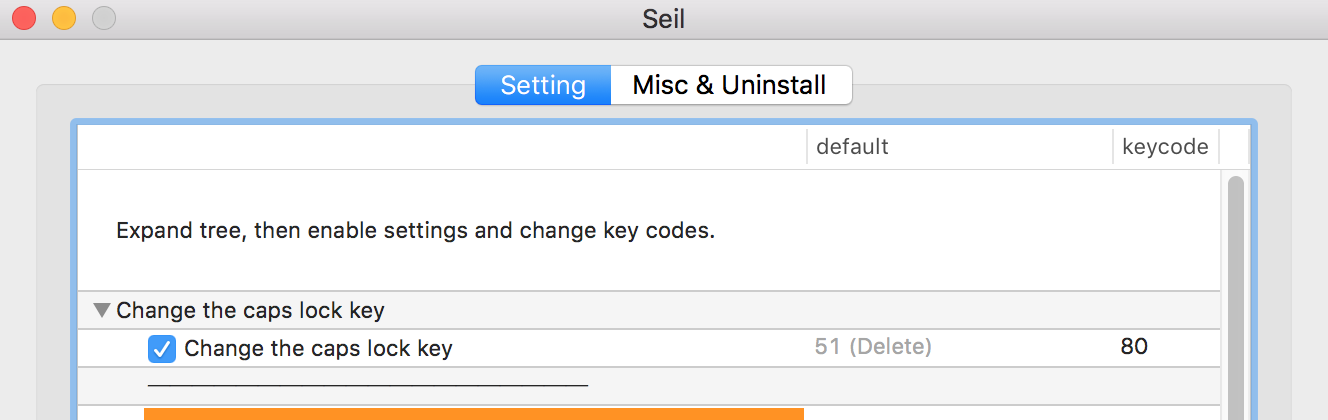 Seil
Setting Misc & Uninstall
default keycode
Expand tree, then enable settings and change key codes.
Change the caps lock key
Change the caps lock key 51 (Delete) 80